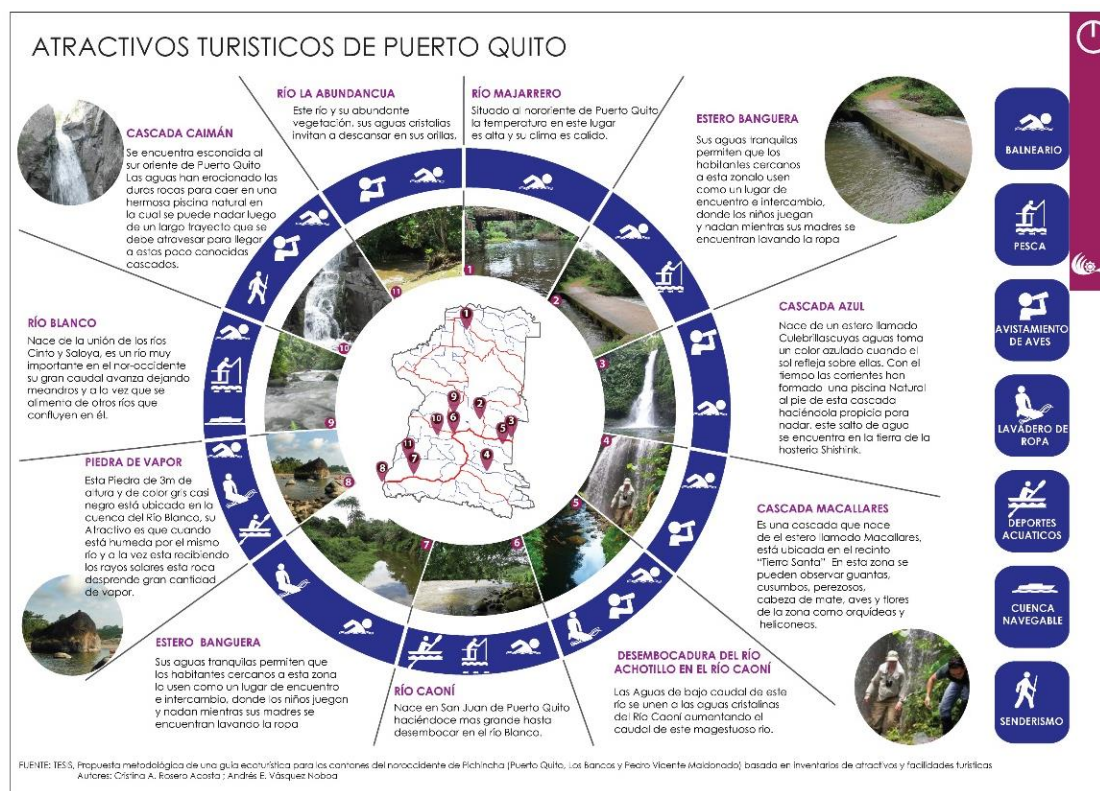 ATRACTIVOS TURISTICOS DE PUERTO QUITO
RÍO LA ABUNDANCUA
Este río y su abundante
vegetación, sus aguas cristalias
invitan a descansar en sus orillas.
RÍO MAJARRERO
Situado al nororiente de Puerto Quito
la temperatura en este lugar
es alta y su clima es calido.
ESTERO BANGUERA
Sus aguas tranquilas
permiten que los
habitantes cercanos
a esta zonalo usen
como un lugar de
encuentro e intercambio,
donde los niños juegan
y nadan mientras sus madres se
encuentran lavando la ropa
CASCADA AZUL
Nace de un estero llamado
Culebrillascuyas aguas toma
un color azulado cuando el
sol refleja sobre ellas. Con el
tiempo las corrientes han
formado una piscina Natural
al pie de esta cascada
haciéndola propicia para
nadar. este salto de agua
se encuentra en la tierra de la
hosteria Shishink.
CASCADA MACALLARES
Es una cascada que nace
de el estero llamado Macallares,
está ubicada en el recinto
"Tierra Santa" En esta zona se
pueden observar guantas,
cusumbos, perezosos,
cabeza de mate, aves y flores
de la zona como orquídeas y
heliconeos.
DESEMBOCADURA DEL RÍO
ACHOTILLO EN EL RÍO CAONÍ
Las Aguas de bajo caudal de este
río se unen a las aguas cristalinas
del Río Caoní aumentando el
caudal de este magestuoso río.
RÍO CAONÍ
Nace en San Juan de Puerto Quito
haciéndoce mas grande hasta
desembocar en el río Blanco.
ESTERO BANGUERA
Sus aguas tranquilas permiten que
los habitantes cercanos a esta zona
lo usen como un lugar de encuentro
e intercambio, donde los niños juegan
y nadan mientras sus madres se
encuentran lavando la ropa
PIEDRA DE VAPOR
Esta Piedra de 3m de
altura y de color gris casi
negro está ubicada en la
cuenca del Río Blanco, su
Atractivo es que cuando
está humeda por el mismo
río y a la vez esta recibiendo
los rayos solares esta roca
desprende gran cantidad
de vapor.
RÍO BLANCO
Nace de la unión de los ríos
Cinto y Saloya, es un río muy
importante en el nor-occidente
su gran caudal avanza dejando
meandros y a la vez que se
alimenta de otros ríos que
confluyen en él.
CASCADA CAIMÁN
Se encuentra escondida al
sur oriente de Puerto Quito
Las aguas han erocionado las
duras rocas para caer en una
hermosa piscina natural en
la cual se puede nadar luego
de un largo trayecto que se
debe atravesar para llegar
a estas poco conocidas
cascadas.
1
2
3
4
5
6
7
8
9
10
11
1
9
2
10
6
3
5
11
7
4
8
BALNEARIO
PESCA
AVISTAMIENTO
DE AVES
LAVADERO DE
ROPA
DEPORTES
ACUATICOS
CUENCA
NAVEGABLE
SENDERISMO
FUENTE: TESIS, Propuesta metodológica de una guia ecoturística para los cantones del noroccidente de Pichincha (Puerto Quito, Los Bancos y Pedro Vicente Maldonado) basada en inventarios de atractivos y facilidades turísticas
Autores: Cristina A. Rosero Acosta ; Andrés E. Vásquez Noboa